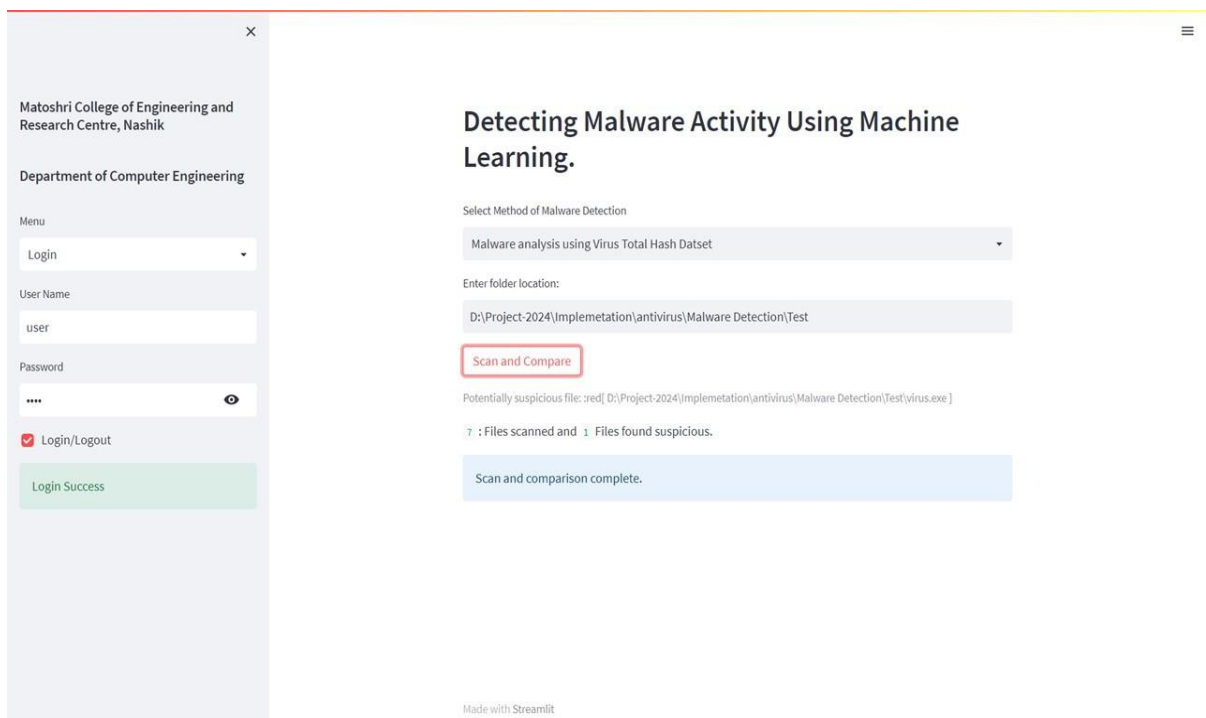 Matoshri College of Engineering and
Research Centre, Nashik
Department of Computer Engineering
Menu
Login
User Name
user
Password
••••
Login/Logout
Login Success
Detecting Malware Activity Using Machine
Learning.
Select Method of Malware Detection
Malware analysis using Virus Total Hash Datset
Enter folder location:
D:\Project-2024\Implemetation\antivirus\Malware Detection\Test
Scan and Compare
Potentially suspicious file: :red[ D:\Project-2024\Implemetation\antivirus\Malware Detection\Test\virus.exe ]
7 : Files scanned and 1 Files found suspicious.
Scan and comparison complete.
Made with Streamlit